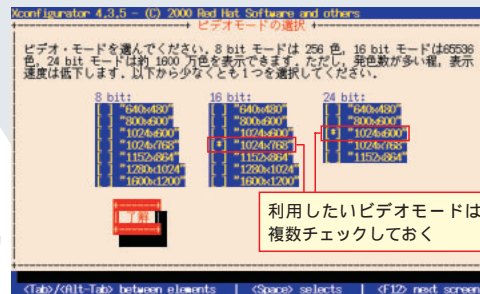 Xconfigurator 4.3.5 - (C) 2000 Red Hat Software and others
ビデオモードの選択
ビデオ・モードを選んでください。8 bit モードは 256 色，16 bit モードは65536
色，24 bit モードは約 1600 万色を表示できます。ただし，発色数が多い程，表示
速度は低下します．以下から少なくとも１つを選択してください．
8 bit: 16 bit: 24 bit:
[ ] "640x480" [ ] "640x480" [ ] "640x480"
[ ] "800x600" [ ] "800x600" [ ] "800x600"
[ ] "1024x600" [ ] "1024x600" [*] "1024x600"
[ ] "1024x768" [*] "1024x768" [ ] "1024x768"
[ ] "1152x864" [ ] "1152x864" [ ] "1152x864"
[ ] "1280x1024" [ ] "1280x1024"
[ ] "1600x1200" [ ] "1600x1200"
了解
利用したいビデオモードは
複数チェックしておく
<Tab>/<Alt-Tab> between elements | <Space> selects | <F12> next screen